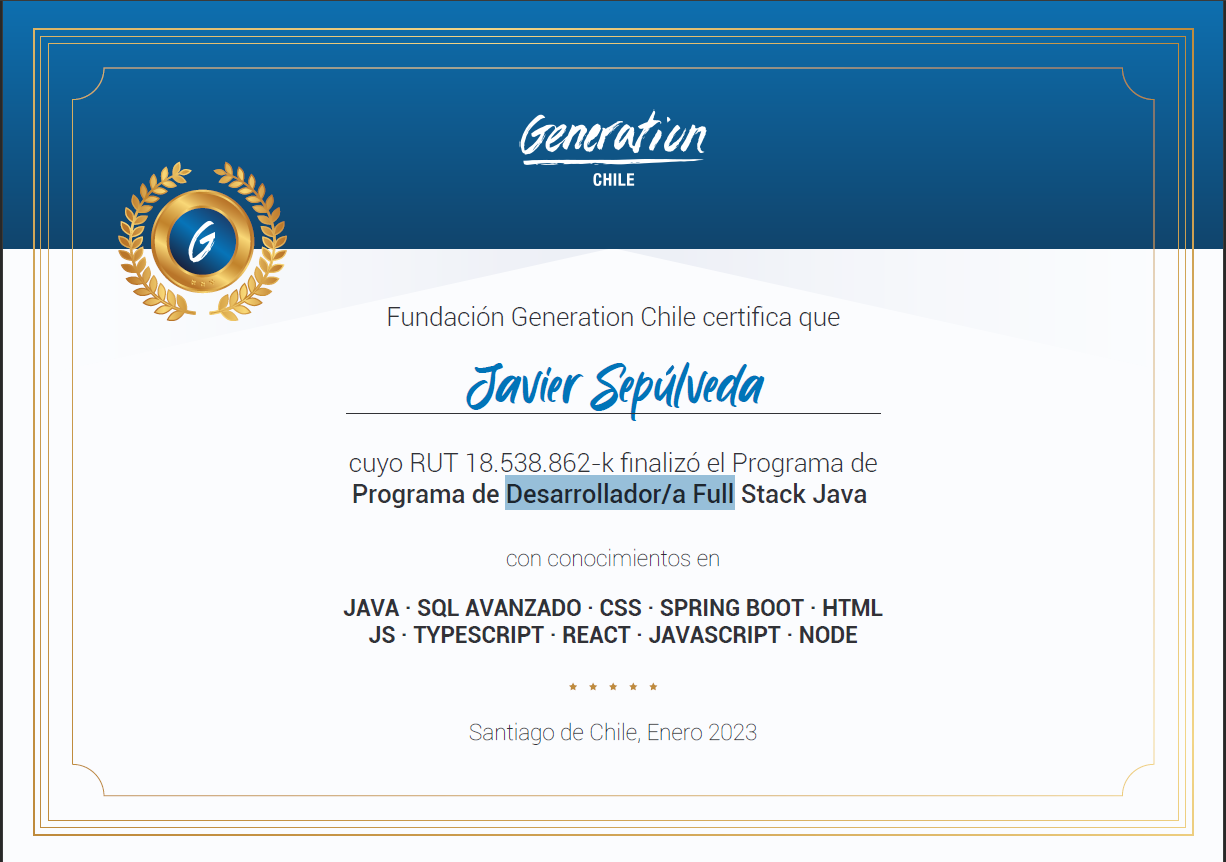 Generation
CHILE
G
Fundación Generation Chile certifica que
Javier Sepúlveda
cuyo RUT 18.538.862-k finalizó el Programa de
Programa de Desarrollador/a Full Stack Java
con conocimientos en
JAVA · SQL AVANZADO · CSS · SPRING BOOT · HTML
JS · TYPESCRIPT · REACT · JAVASCRIPT · NODE
Santiago de Chile, Enero 2023